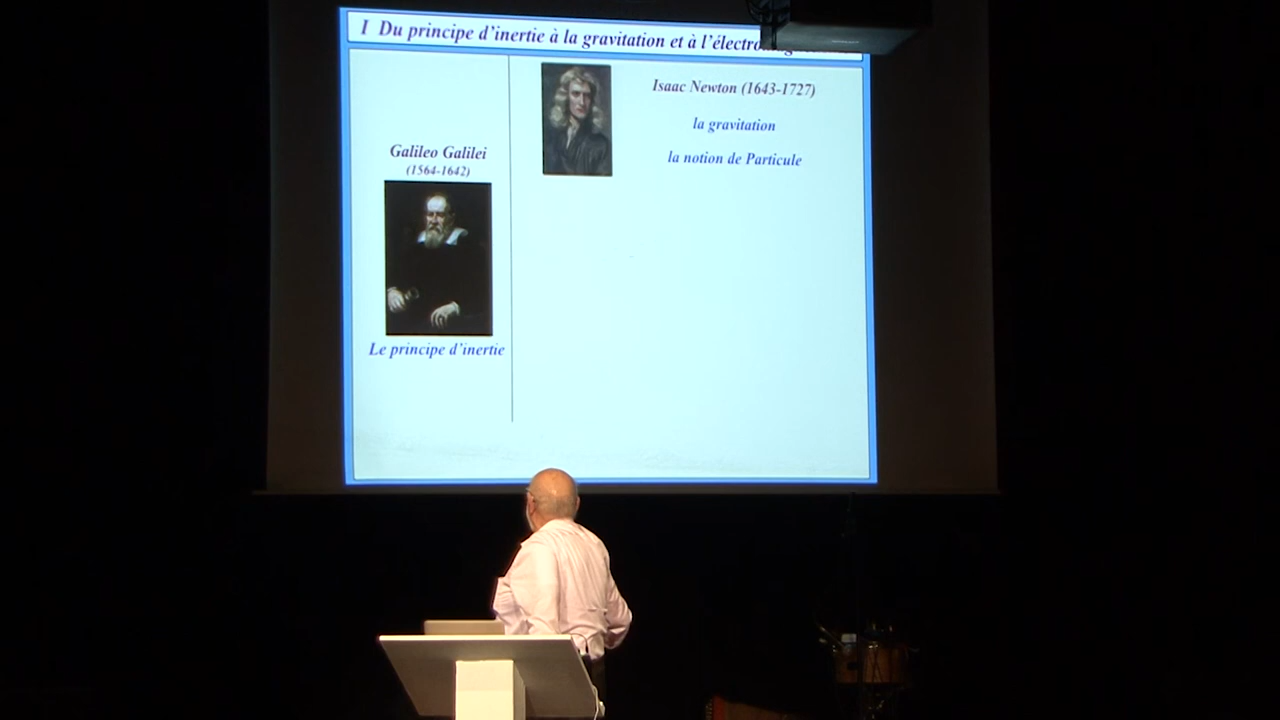 I Du principe d'inertie à la gravitation et à
Galileo Galilei
(1564-1642)
Le principe d'inertie
Isaac Newton (1643-1727)
la gravitation
la notion de Particule